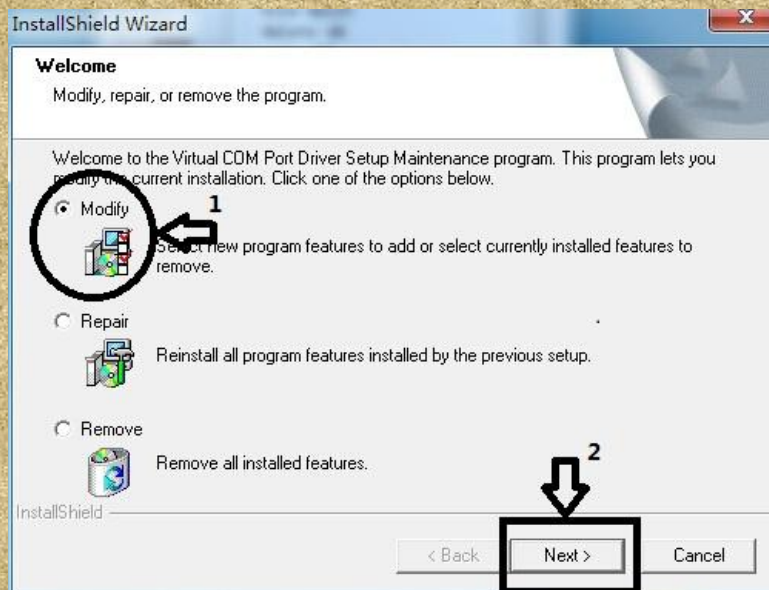 InstallShield Wizard
Welcome
Modify, repair, or remove the program.
Welcome to the Virtual COM Port Driver Setup Maintenance program. This program lets you
modify the current installation. Click one of the options below.
Modify
1
Select new program features to add or select currently installed features to
remove.
Repair
Reinstall all program features installed by the previous setup.
Remove
Remove all installed features.
2
InstallShield
< Back
Next >
Cancel